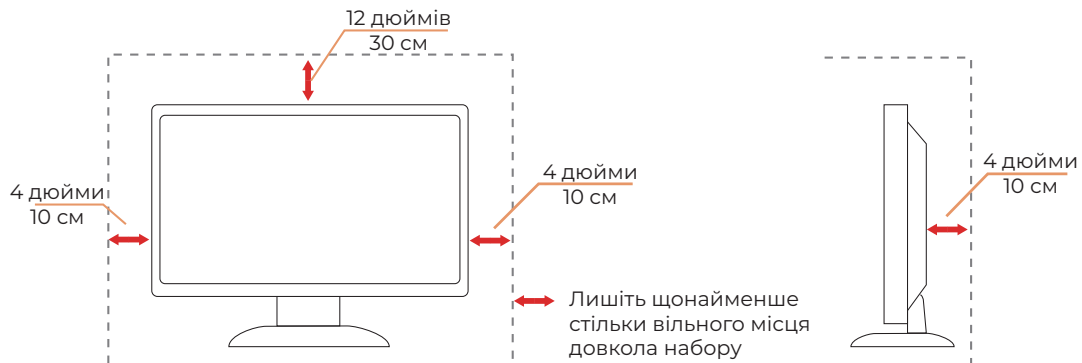 12 дюймів
30 см
4 дюйми
10 см
4 дюйми
10 см
4 дюйми
10 см
Лишіть щонайменше
стільки вільного місця
довкола набору